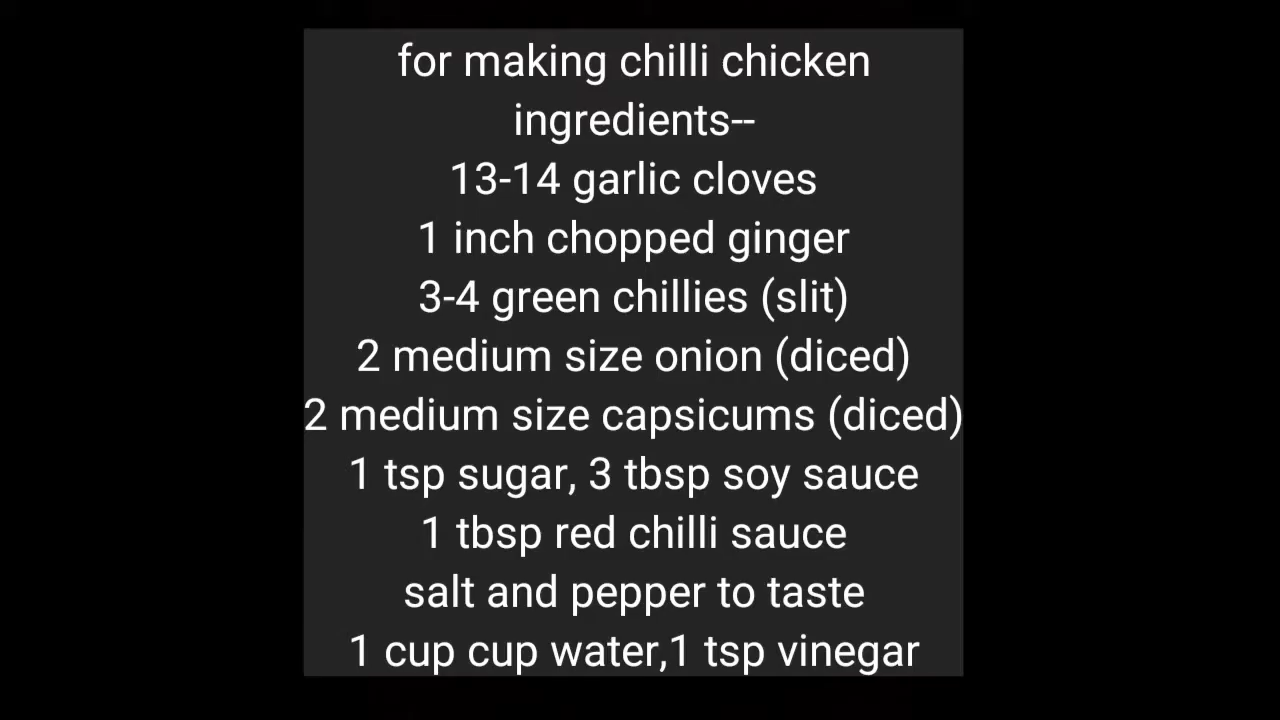 for making chilli chicken
ingredients--
13-14 garlic cloves
1 inch chopped ginger
3-4 green chillies (slit)
2 medium size onion (diced)
2 medium size capsicums (diced)
1 tsp sugar, 3 tbsp soy sauce
1 tbsp red chilli sauce
salt and pepper to taste
1 cup cup water,1 tsp vinegar